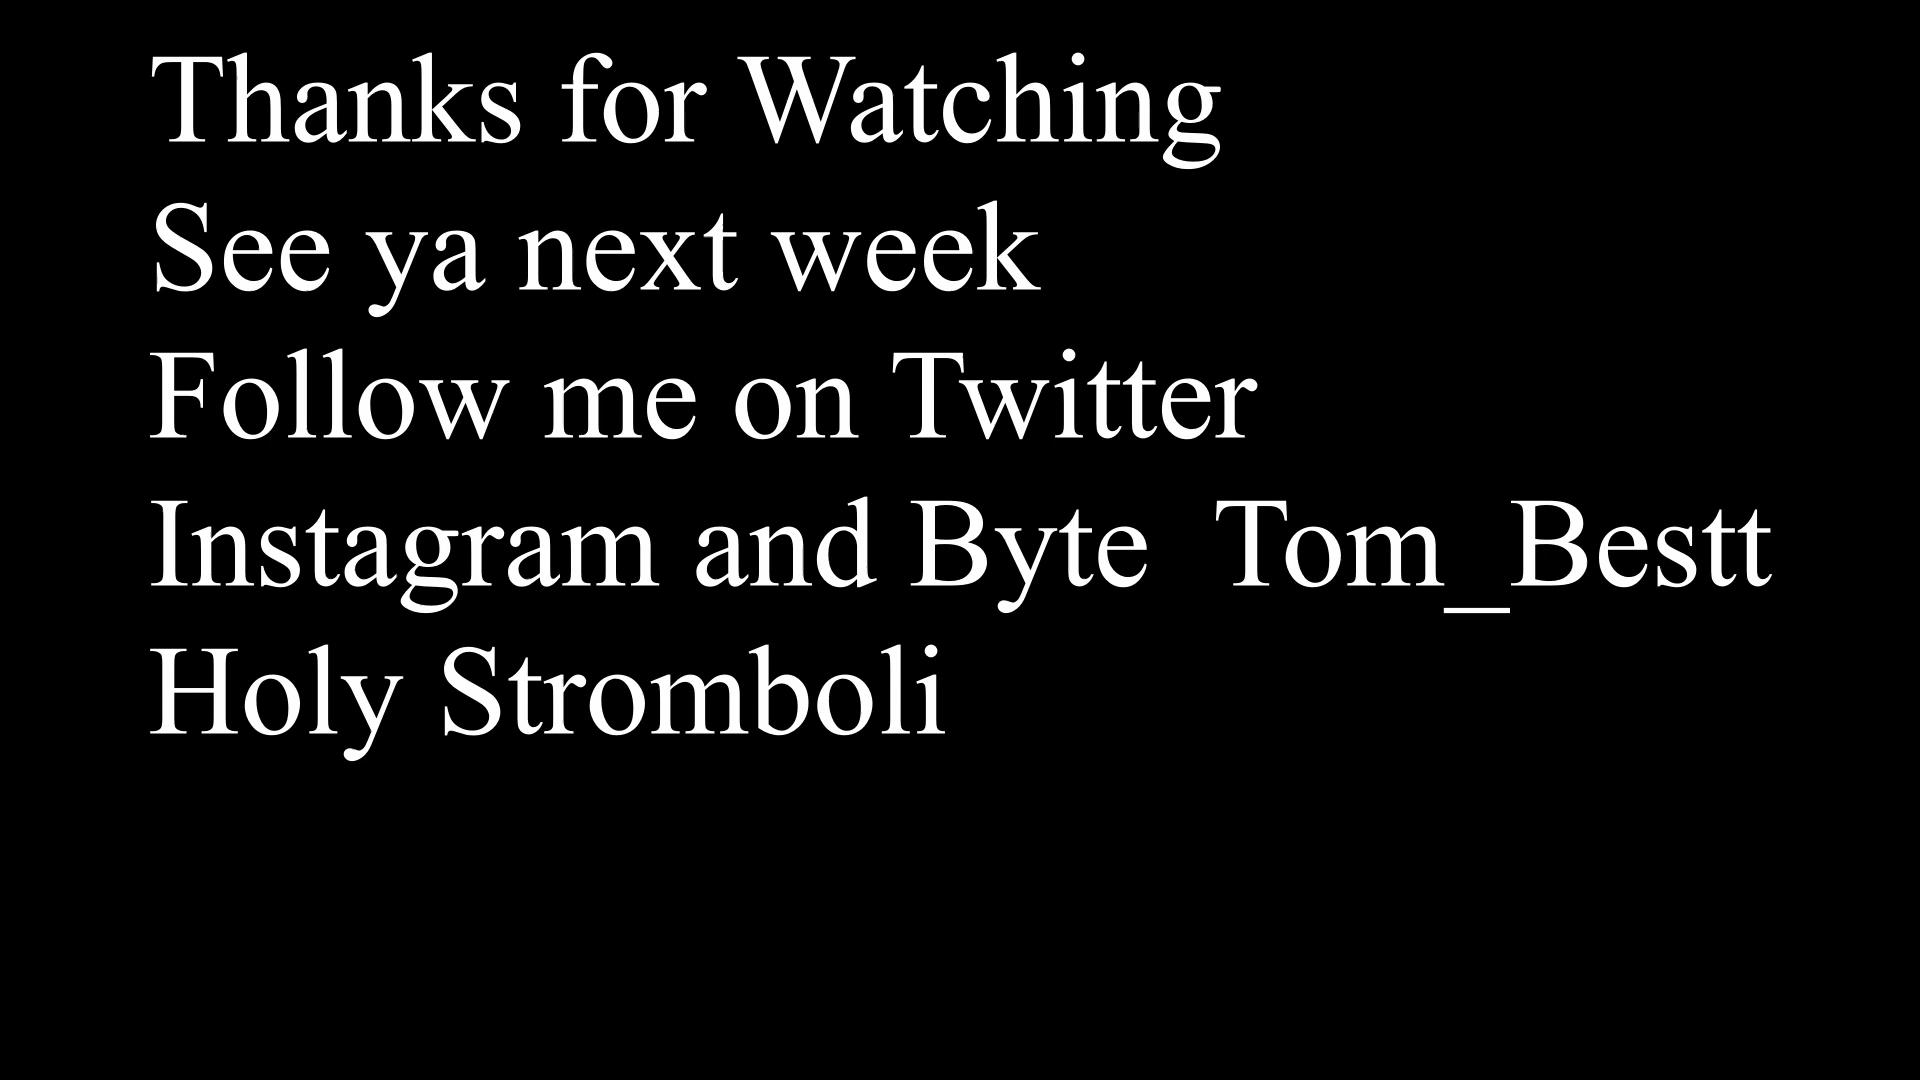 Thanks for Watching
See ya next week
Follow me on Twitter
Instagram and Byte  Tom_Bestt
Holy Stromboli